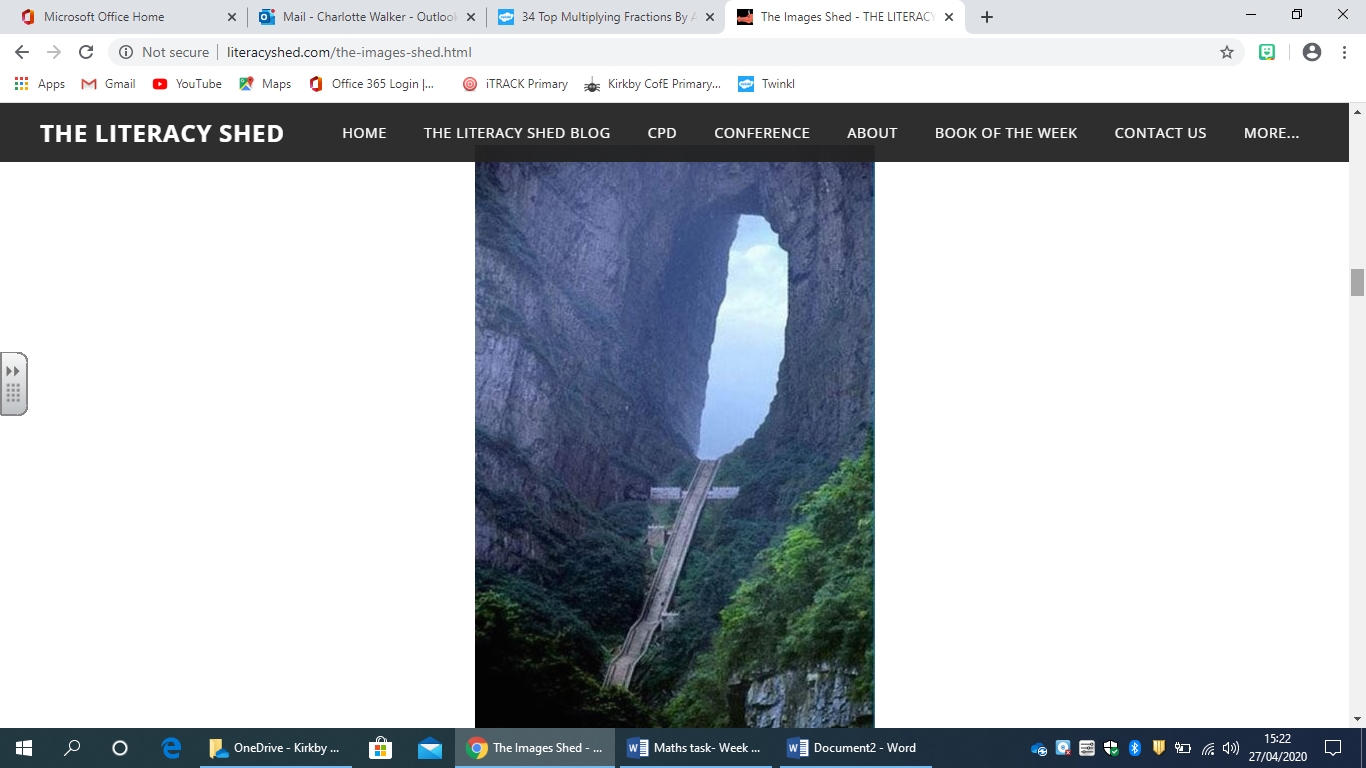 Microsoft Office Home
Mail - Charlotte Walker - Outlook
34 Top Multiplying Fractions By
The Images Shed - THE LITERACY
Not secure
literacyshed.com/the-images-shed.html
Apps
Gmail
YouTube
Maps
Office 365 Login |...
iTRACK Primary
Kirkby CofE Primary...
Twinkl
THE LITERACY SHED
HOME
THE LITERACY SHED BLOG
CPD
CONFERENCE
ABOUT
BOOK OF THE WEEK
CONTACT US
MORE...
OneDrive - Kirkby ...
The Images Shed - ...
Maths task- Week ...
Document2 - Word
15:22
27/04/2020